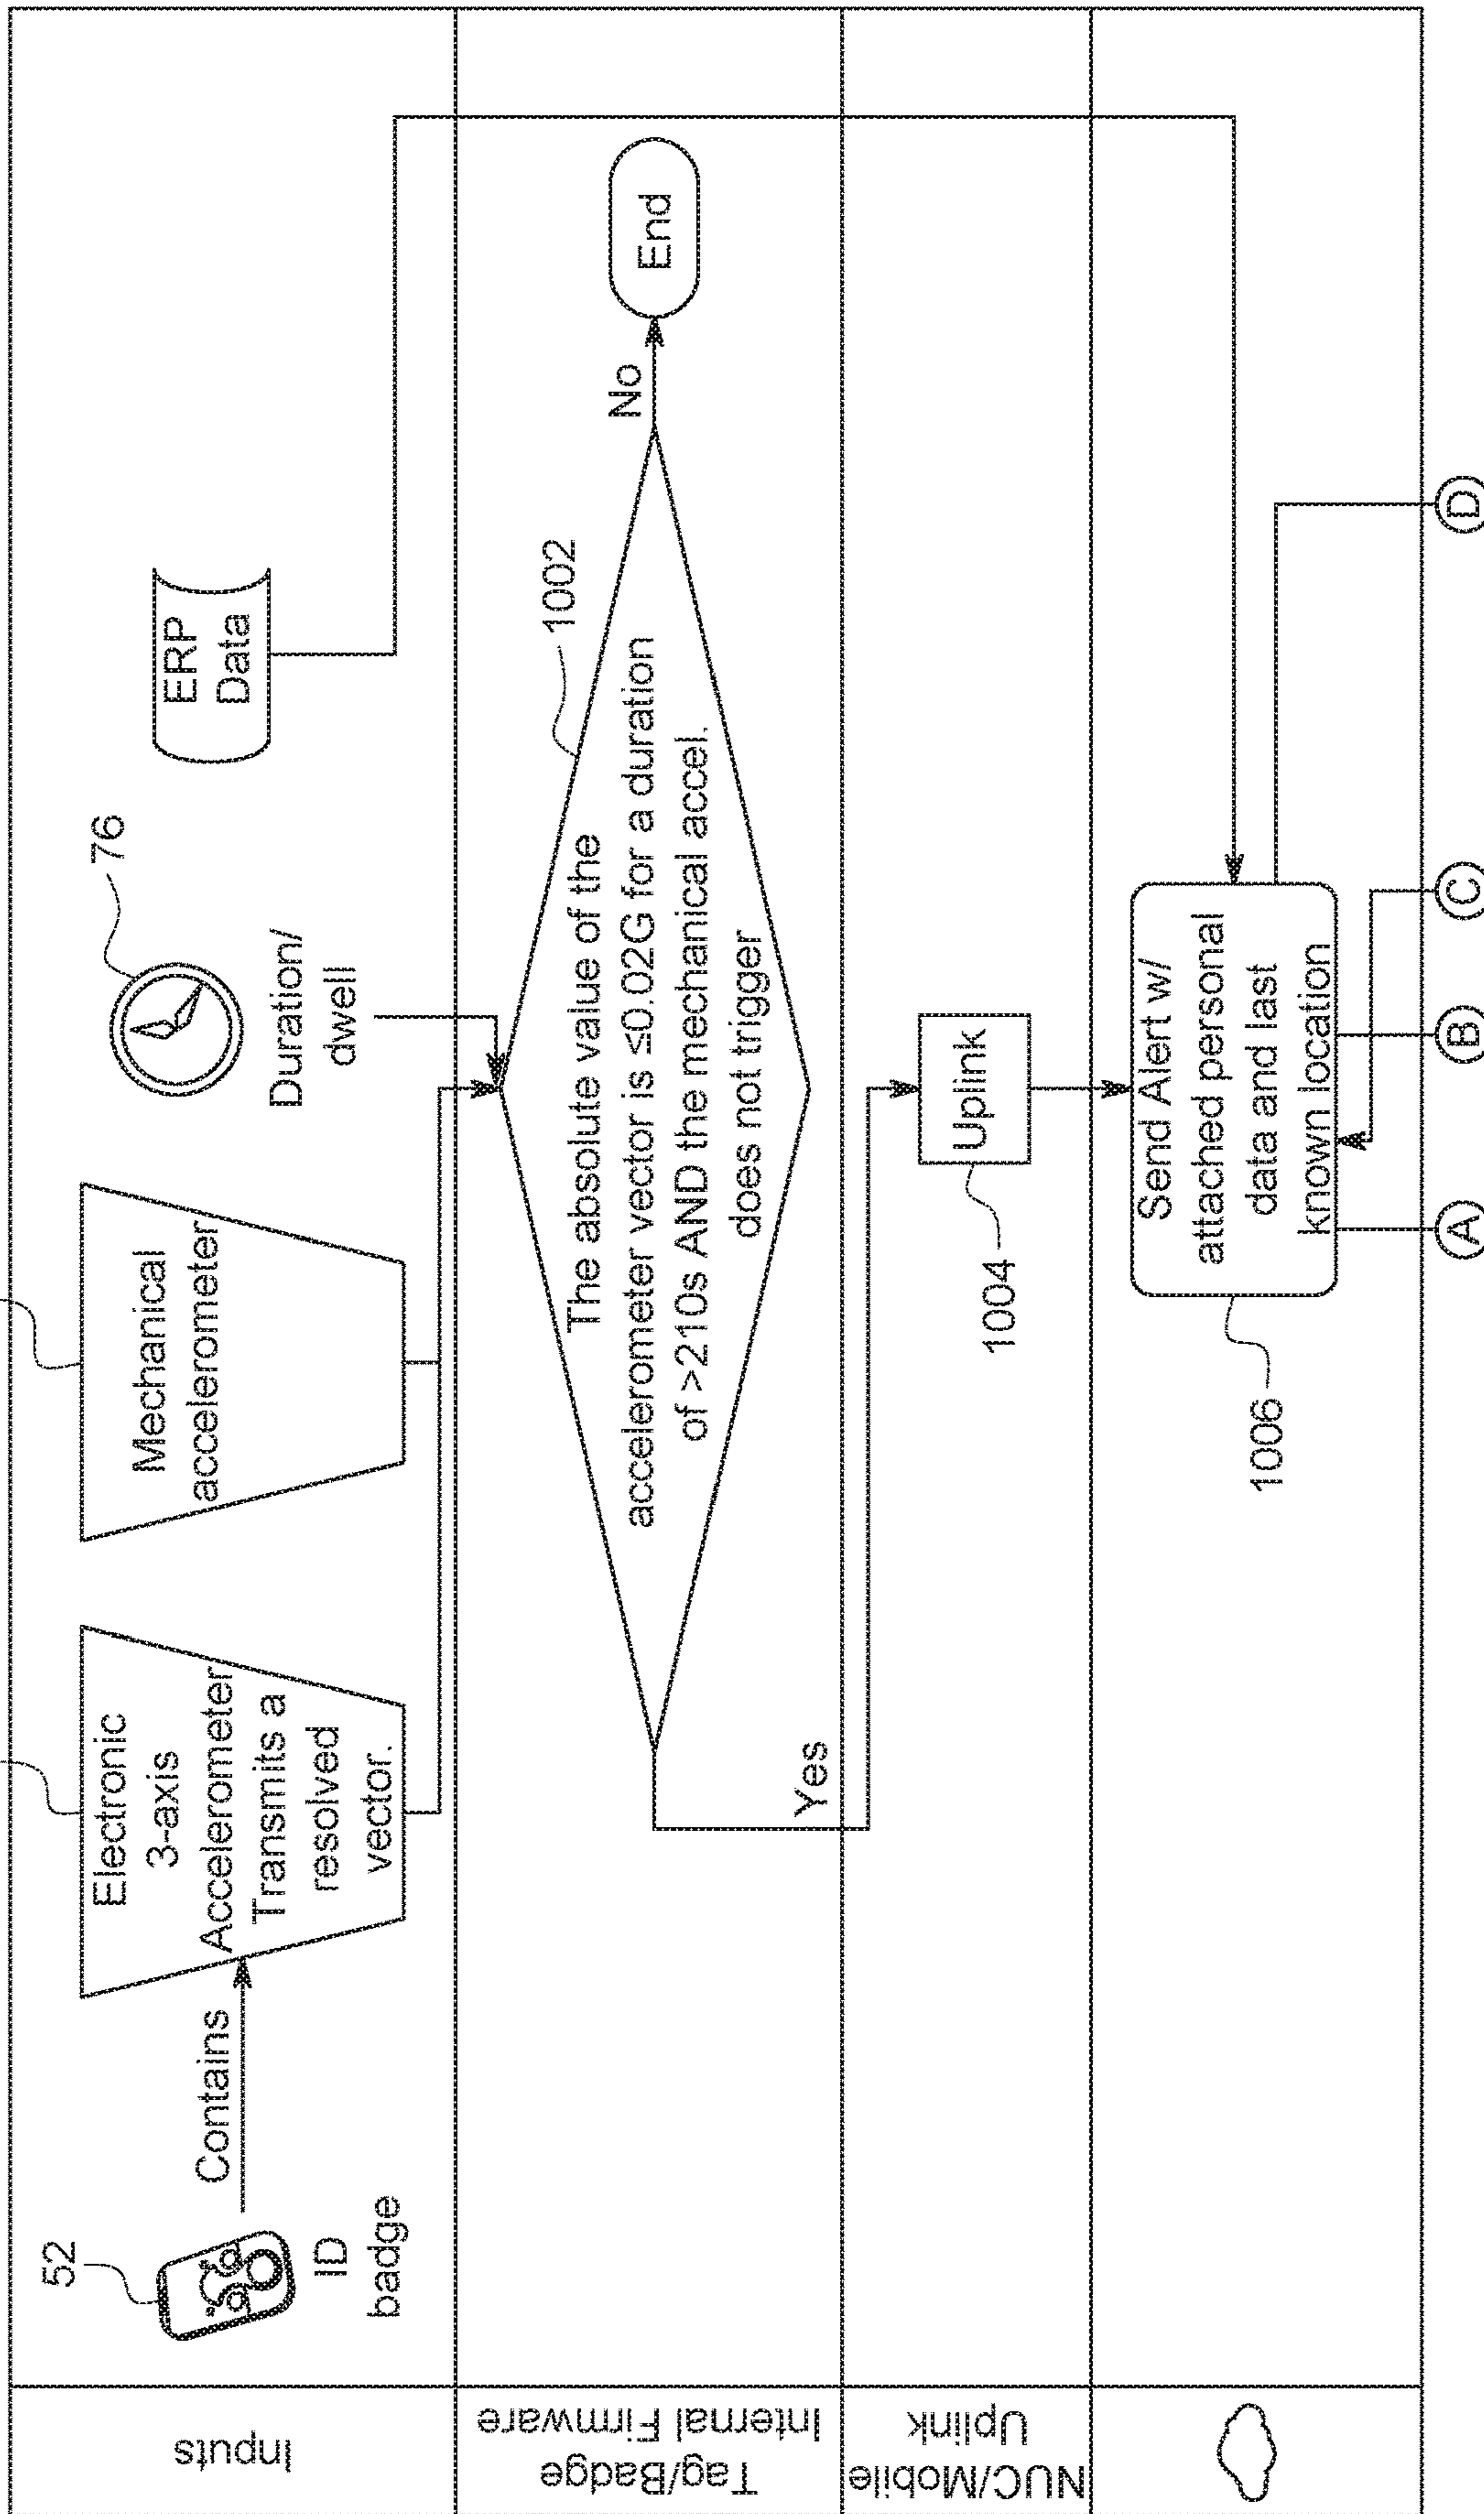 Inputs
52
ID
badge
Contains
Electronic
3-axis
Accelerometer
Transmits a
resolved
vector.
Mechanical
accelerometer
76
Duration/
dwell
ERP
Data
Tag/Badge
Internal Firmware
1002
The absolute value of the
accelerometer vector is ≤0.02G for a duration
of >210s AND the mechanical accel.
does not trigger
No
End
Yes
NUC/Mobile
Uplink
Uplink
1004
Send Alert w/
attached personal
data and last
known location
1006
A
B
C
D